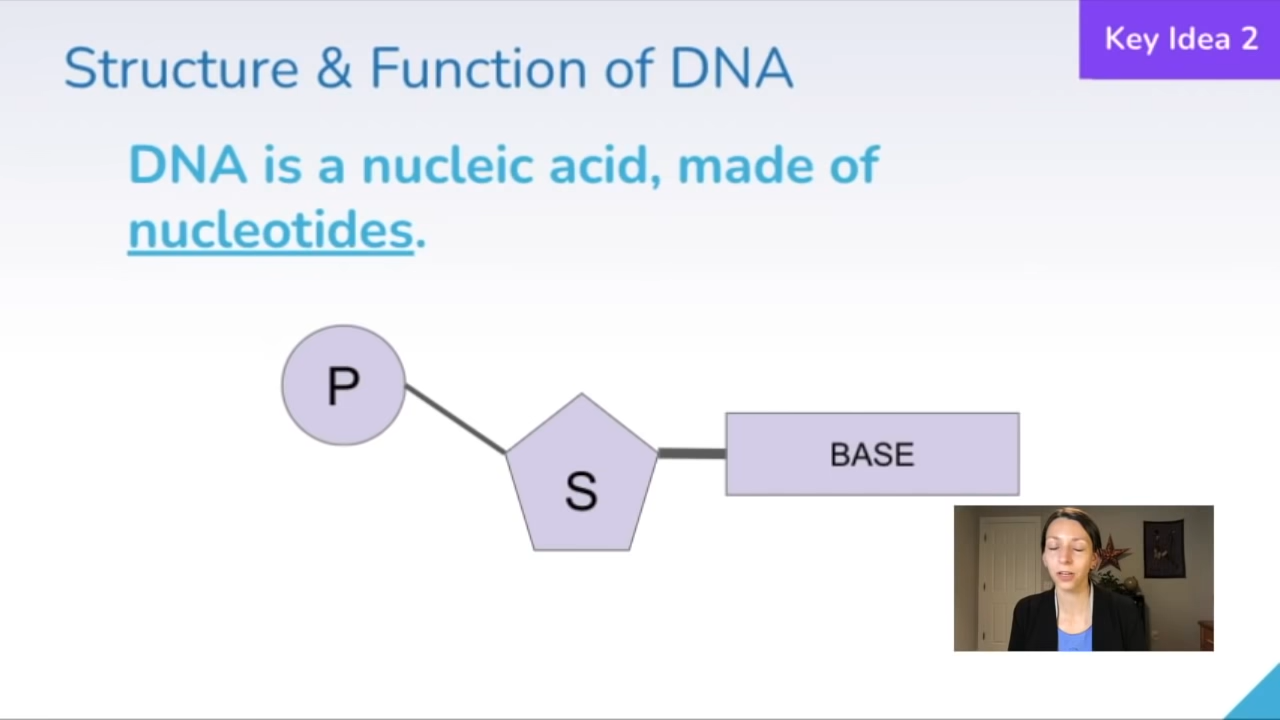 Key Idea 2
Structure & Function of DNA
DNA is a nucleic acid, made of
nucleotides.
P
S
BASE